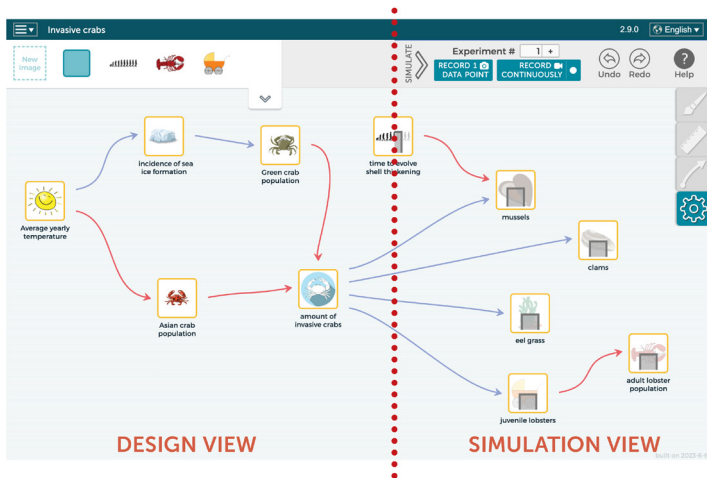 Invasive crabs
2.9.0
English
New
Image
SIMULATE
Experiment # 1 +
RECORD 1
DATA POINT
RECORD
CONTINUOUSLY
Undo
Redo
Help
incidence of sea
ice formation
Green crab
population
time to evolve
shell thickening
mussels
Average yearly
temperature
clams
Asian crab
population
amount of
invasive crabs
eel grass
adult lobster
population
juvenile lobsters
DESIGN VIEW
SIMULATION VIEW